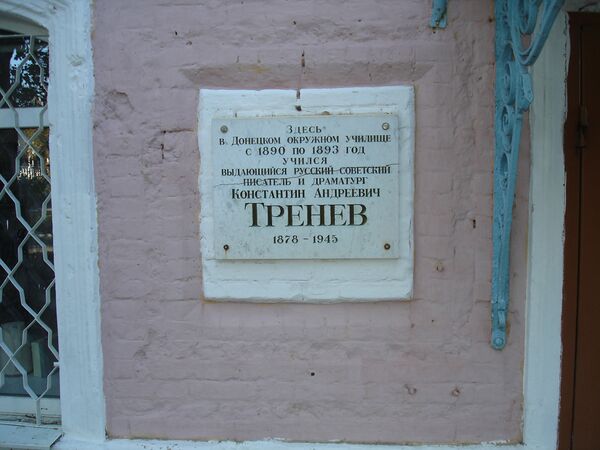 Здесь
в Донецком окружном училище
с 1890 по 1893 год
учился
выдающийся русский советский
писатель и драматург
Константин Андреевич
ТРЕНЕВ
1878 – 1945